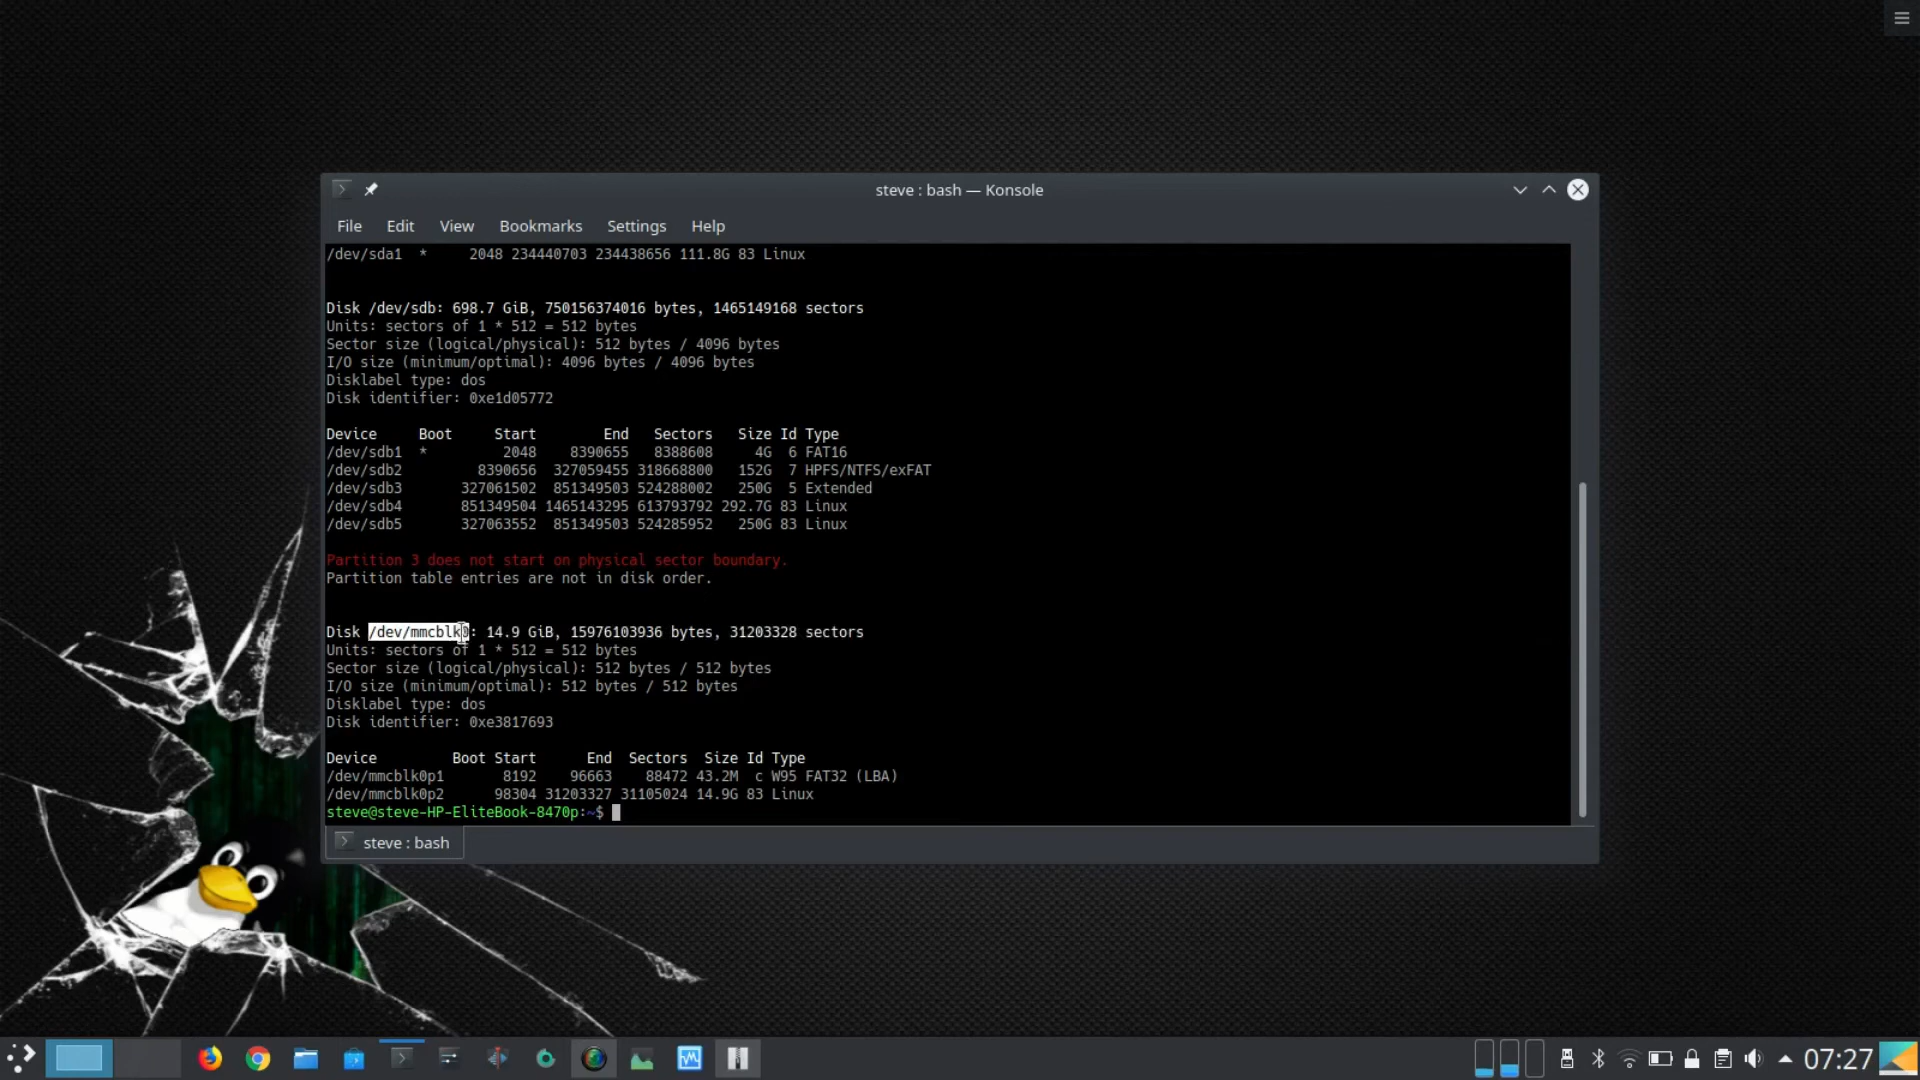 steve : bash — Konsole
File Edit View Bookmarks Settings Help
/dev/sda1 * 2048 234440703 234438656 111.8G 83 Linux
Disk /dev/sdb: 698.7 GiB, 750156374016 bytes, 1465149168 sectors
Units: sectors of 1 * 512 = 512 bytes
Sector size (logical/physical): 512 bytes / 4096 bytes
I/O size (minimum/optimal): 4096 bytes / 4096 bytes
Disklabel type: dos
Disk identifier: 0xe1d05772
Device Boot Start End Sectors Size Id Type
/dev/sdb1 * 2048 8390655 8388608 4G 6 FAT16
/dev/sdb2 8390656 327059455 318668800 152G 7 HPFS/NTFS/exFAT
/dev/sdb3 327061502 851349503 524288002 250G 5 Extended
/dev/sdb4 851349504 1465143295 613793792 292.7G 83 Linux
/dev/sdb5 327063552 851349503 524285952 250G 83 Linux
Partition 3 does not start on physical sector boundary.
Partition table entries are not in disk order.
Disk /dev/mmcblk0: 14.9 GiB, 15976103936 bytes, 31203328 sectors
Units: sectors of 1 * 512 = 512 bytes
Sector size (logical/physical): 512 bytes / 512 bytes
I/O size (minimum/optimal): 512 bytes / 512 bytes
Disklabel type: dos
Disk identifier: 0xe3817693
Device Boot Start End Sectors Size Id Type
/dev/mmcblk0p1 8192 96663 88472 43.2M c W95 FAT32 (LBA)
/dev/mmcblk0p2 98304 31203327 31105024 14.9G 83 Linux
steve@steve-HP-EliteBook-8470p:~$
steve : bash
07:27